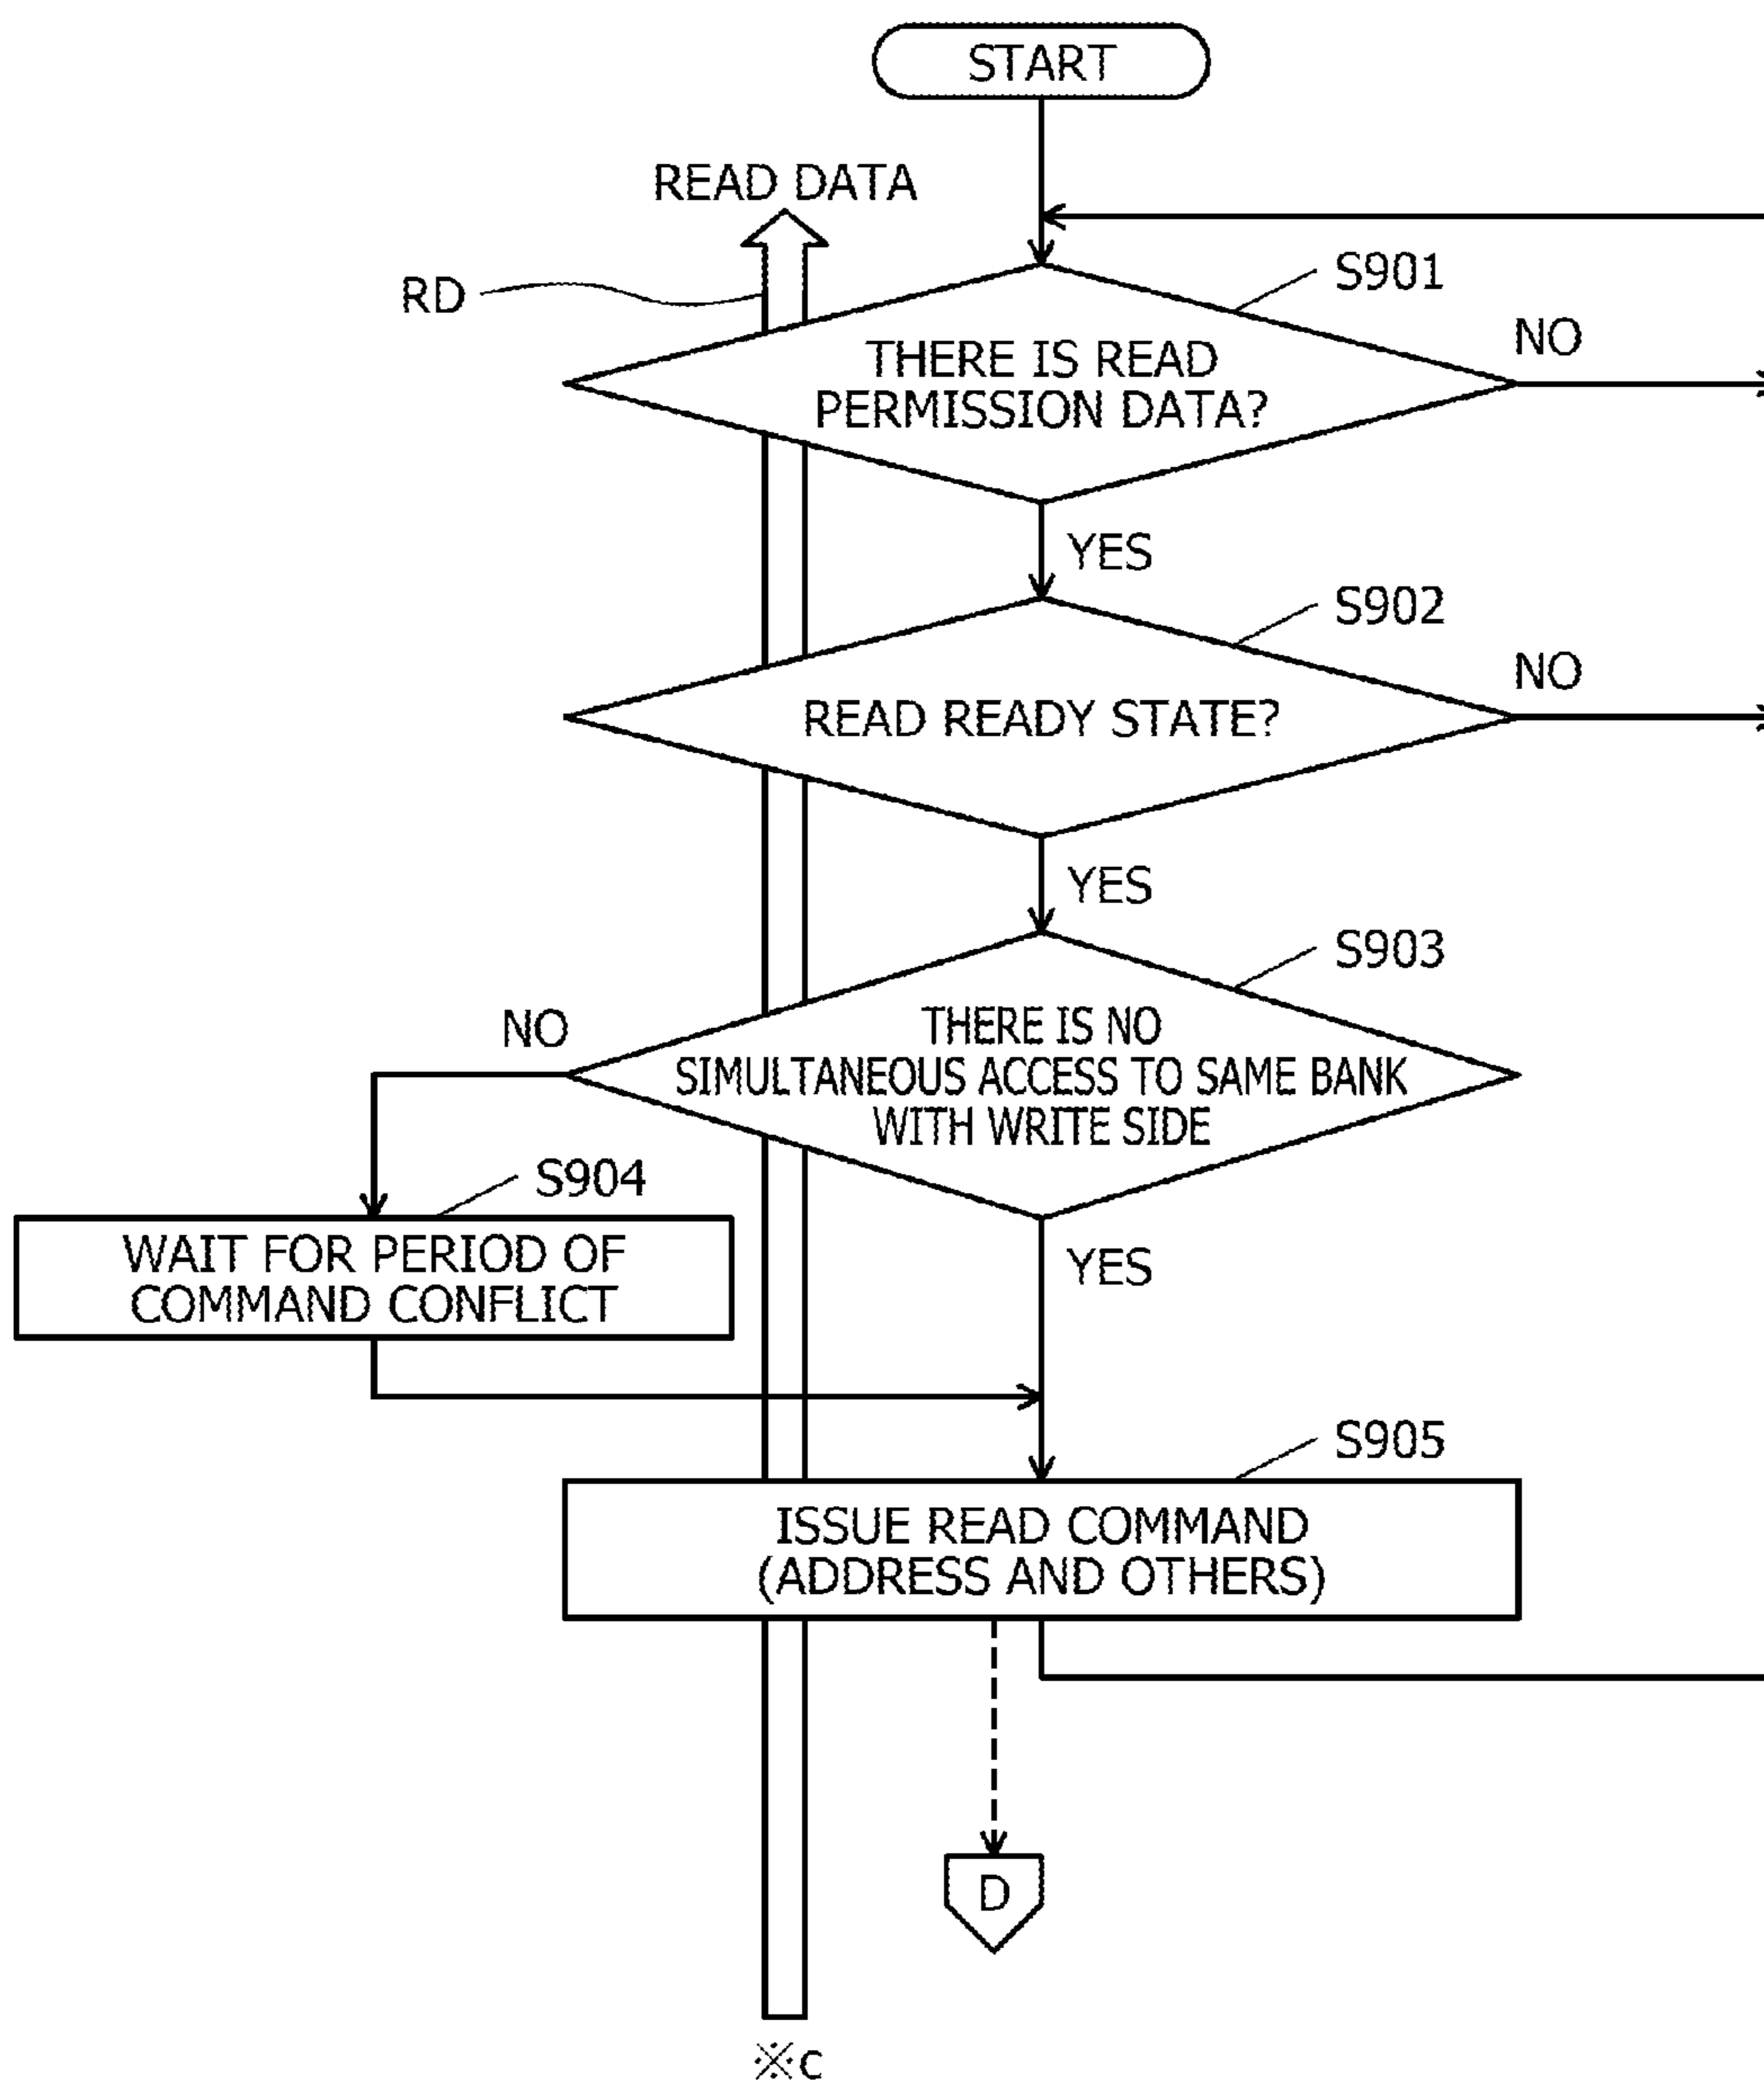 START
READ DATA
RD
S901
THERE IS READ
PERMISSION DATA?
NO
YES
S902
READ READY STATE?
NO
YES
S903
THERE IS NO
SIMULTANEOUS ACCESS TO SAME BANK
WITH WRITE SIDE
NO
YES
S904
WAIT FOR PERIOD OF
COMMAND CONFLICT
S905
ISSUE READ COMMAND
(ADDRESS AND OTHERS)
D
※c